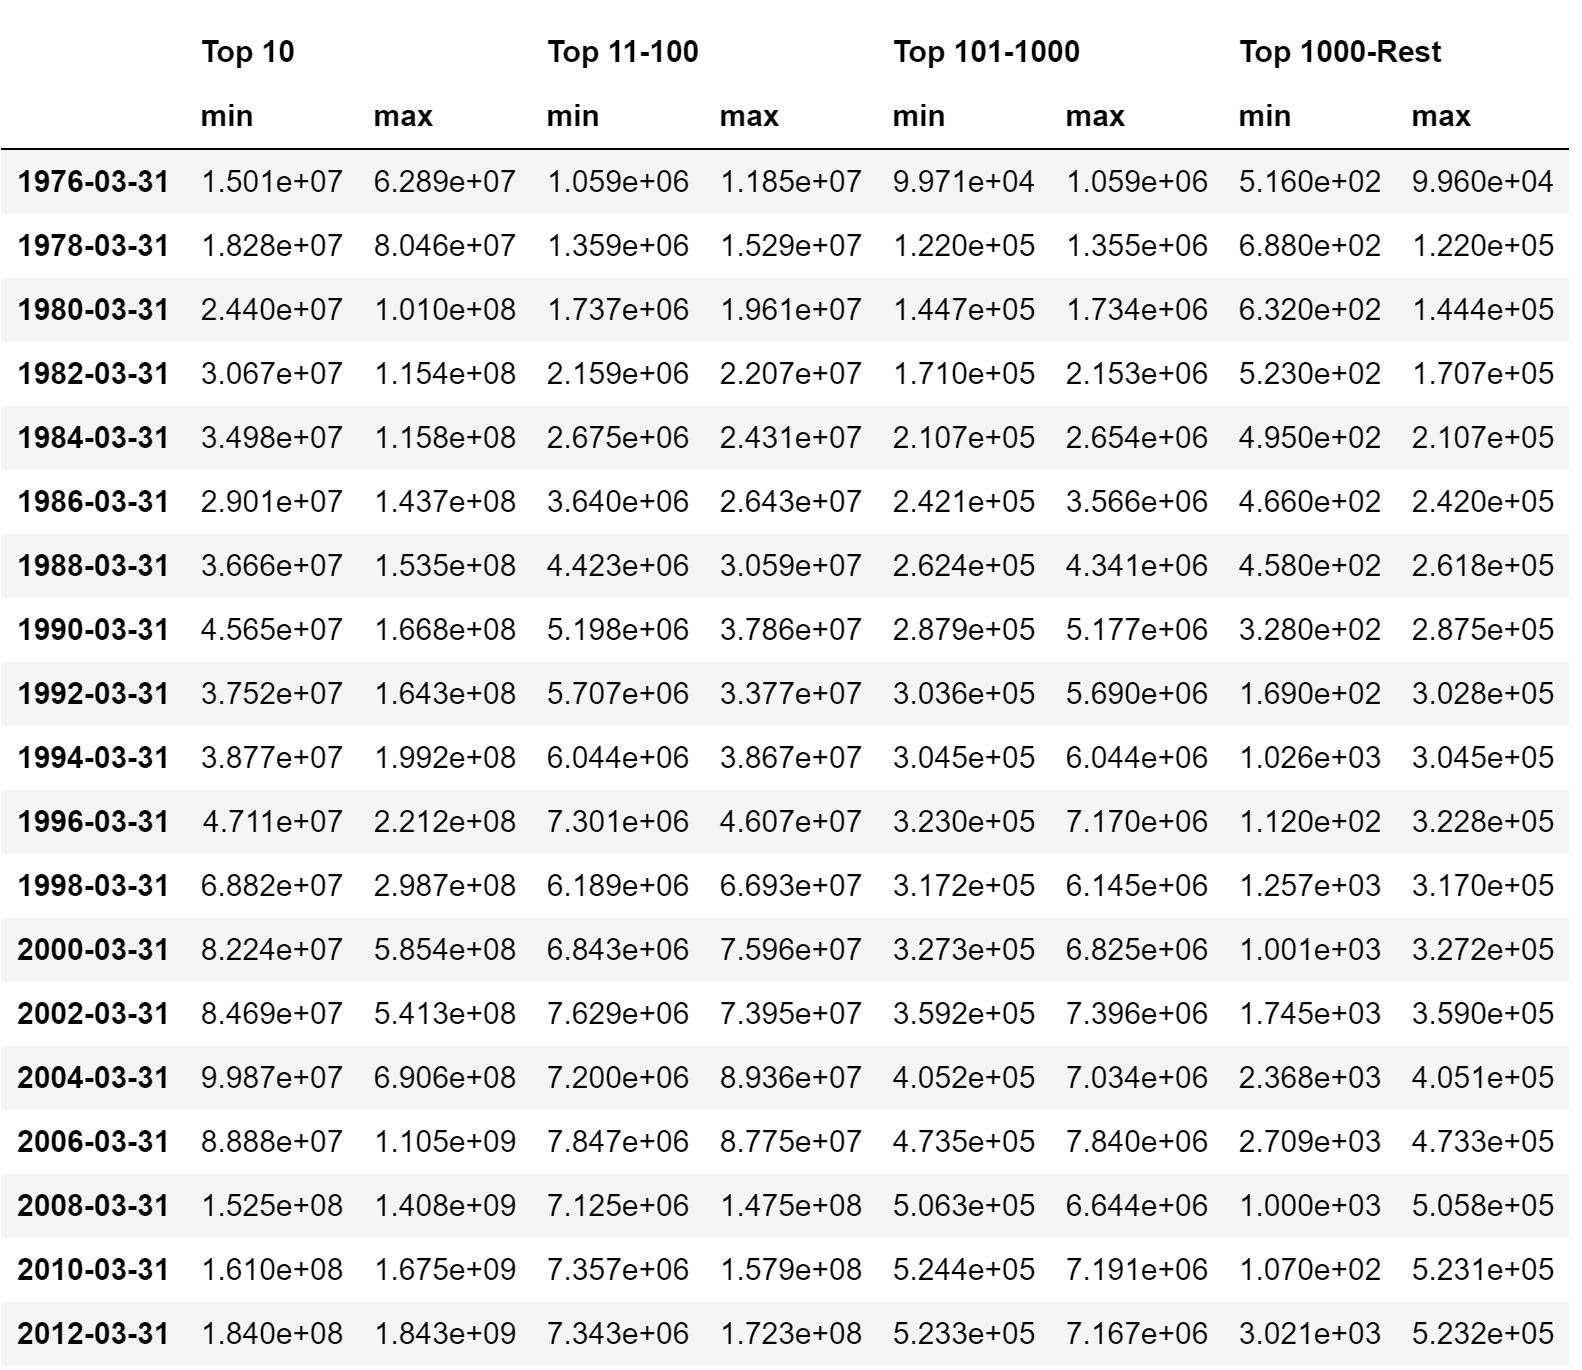 Top 10 Top 11-100 Top 101-1000 Top 1000-Rest
min max min max min max min max
1976-03-31 1.501e+07 6.289e+07 1.059e+06 1.185e+07 9.971e+04 1.059e+06 5.160e+02 9.960e+04
1978-03-31 1.828e+07 8.046e+07 1.359e+06 1.529e+07 1.220e+05 1.355e+06 6.880e+02 1.220e+05
1980-03-31 2.440e+07 1.010e+08 1.737e+06 1.961e+07 1.447e+05 1.734e+06 6.320e+02 1.444e+05
1982-03-31 3.067e+07 1.154e+08 2.159e+06 2.207e+07 1.710e+05 2.153e+06 5.230e+02 1.707e+05
1984-03-31 3.498e+07 1.158e+08 2.675e+06 2.431e+07 2.107e+05 2.654e+06 4.950e+02 2.107e+05
1986-03-31 2.901e+07 1.437e+08 3.640e+06 2.643e+07 2.421e+05 3.566e+06 4.660e+02 2.420e+05
1988-03-31 3.666e+07 1.535e+08 4.423e+06 3.059e+07 2.624e+05 4.341e+06 4.580e+02 2.618e+05
1990-03-31 4.565e+07 1.668e+08 5.198e+06 3.786e+07 2.879e+05 5.177e+06 3.280e+02 2.875e+05
1992-03-31 3.752e+07 1.643e+08 5.707e+06 3.377e+07 3.036e+05 5.690e+06 1.690e+02 3.028e+05
1994-03-31 3.877e+07 1.992e+08 6.044e+06 3.867e+07 3.045e+05 6.044e+06 1.026e+03 3.045e+05
1996-03-31 4.711e+07 2.212e+08 7.301e+06 4.607e+07 3.230e+05 7.170e+06 1.120e+02 3.228e+05
1998-03-31 6.882e+07 2.987e+08 6.189e+06 6.693e+07 3.172e+05 6.145e+06 1.257e+03 3.170e+05
2000-03-31 8.224e+07 5.854e+08 6.843e+06 7.596e+07 3.273e+05 6.825e+06 1.001e+03 3.272e+05
2002-03-31 8.469e+07 5.413e+08 7.629e+06 7.395e+07 3.592e+05 7.396e+06 1.745e+03 3.590e+05
2004-03-31 9.987e+07 6.906e+08 7.200e+06 8.936e+07 4.052e+05 7.034e+06 2.368e+03 4.051e+05
2006-03-31 8.888e+07 1.105e+09 7.847e+06 8.775e+07 4.735e+05 7.840e+06 2.709e+03 4.733e+05
2008-03-31 1.525e+08 1.408e+09 7.125e+06 1.475e+08 5.063e+05 6.644e+06 1.000e+03 5.058e+05
2010-03-31 1.610e+08 1.675e+09 7.357e+06 1.579e+08 5.244e+05 7.191e+06 1.070e+02 5.231e+05
2012-03-31 1.840e+08 1.843e+09 7.343e+06 1.723e+08 5.233e+05 7.167e+06 3.021e+03 5.232e+05